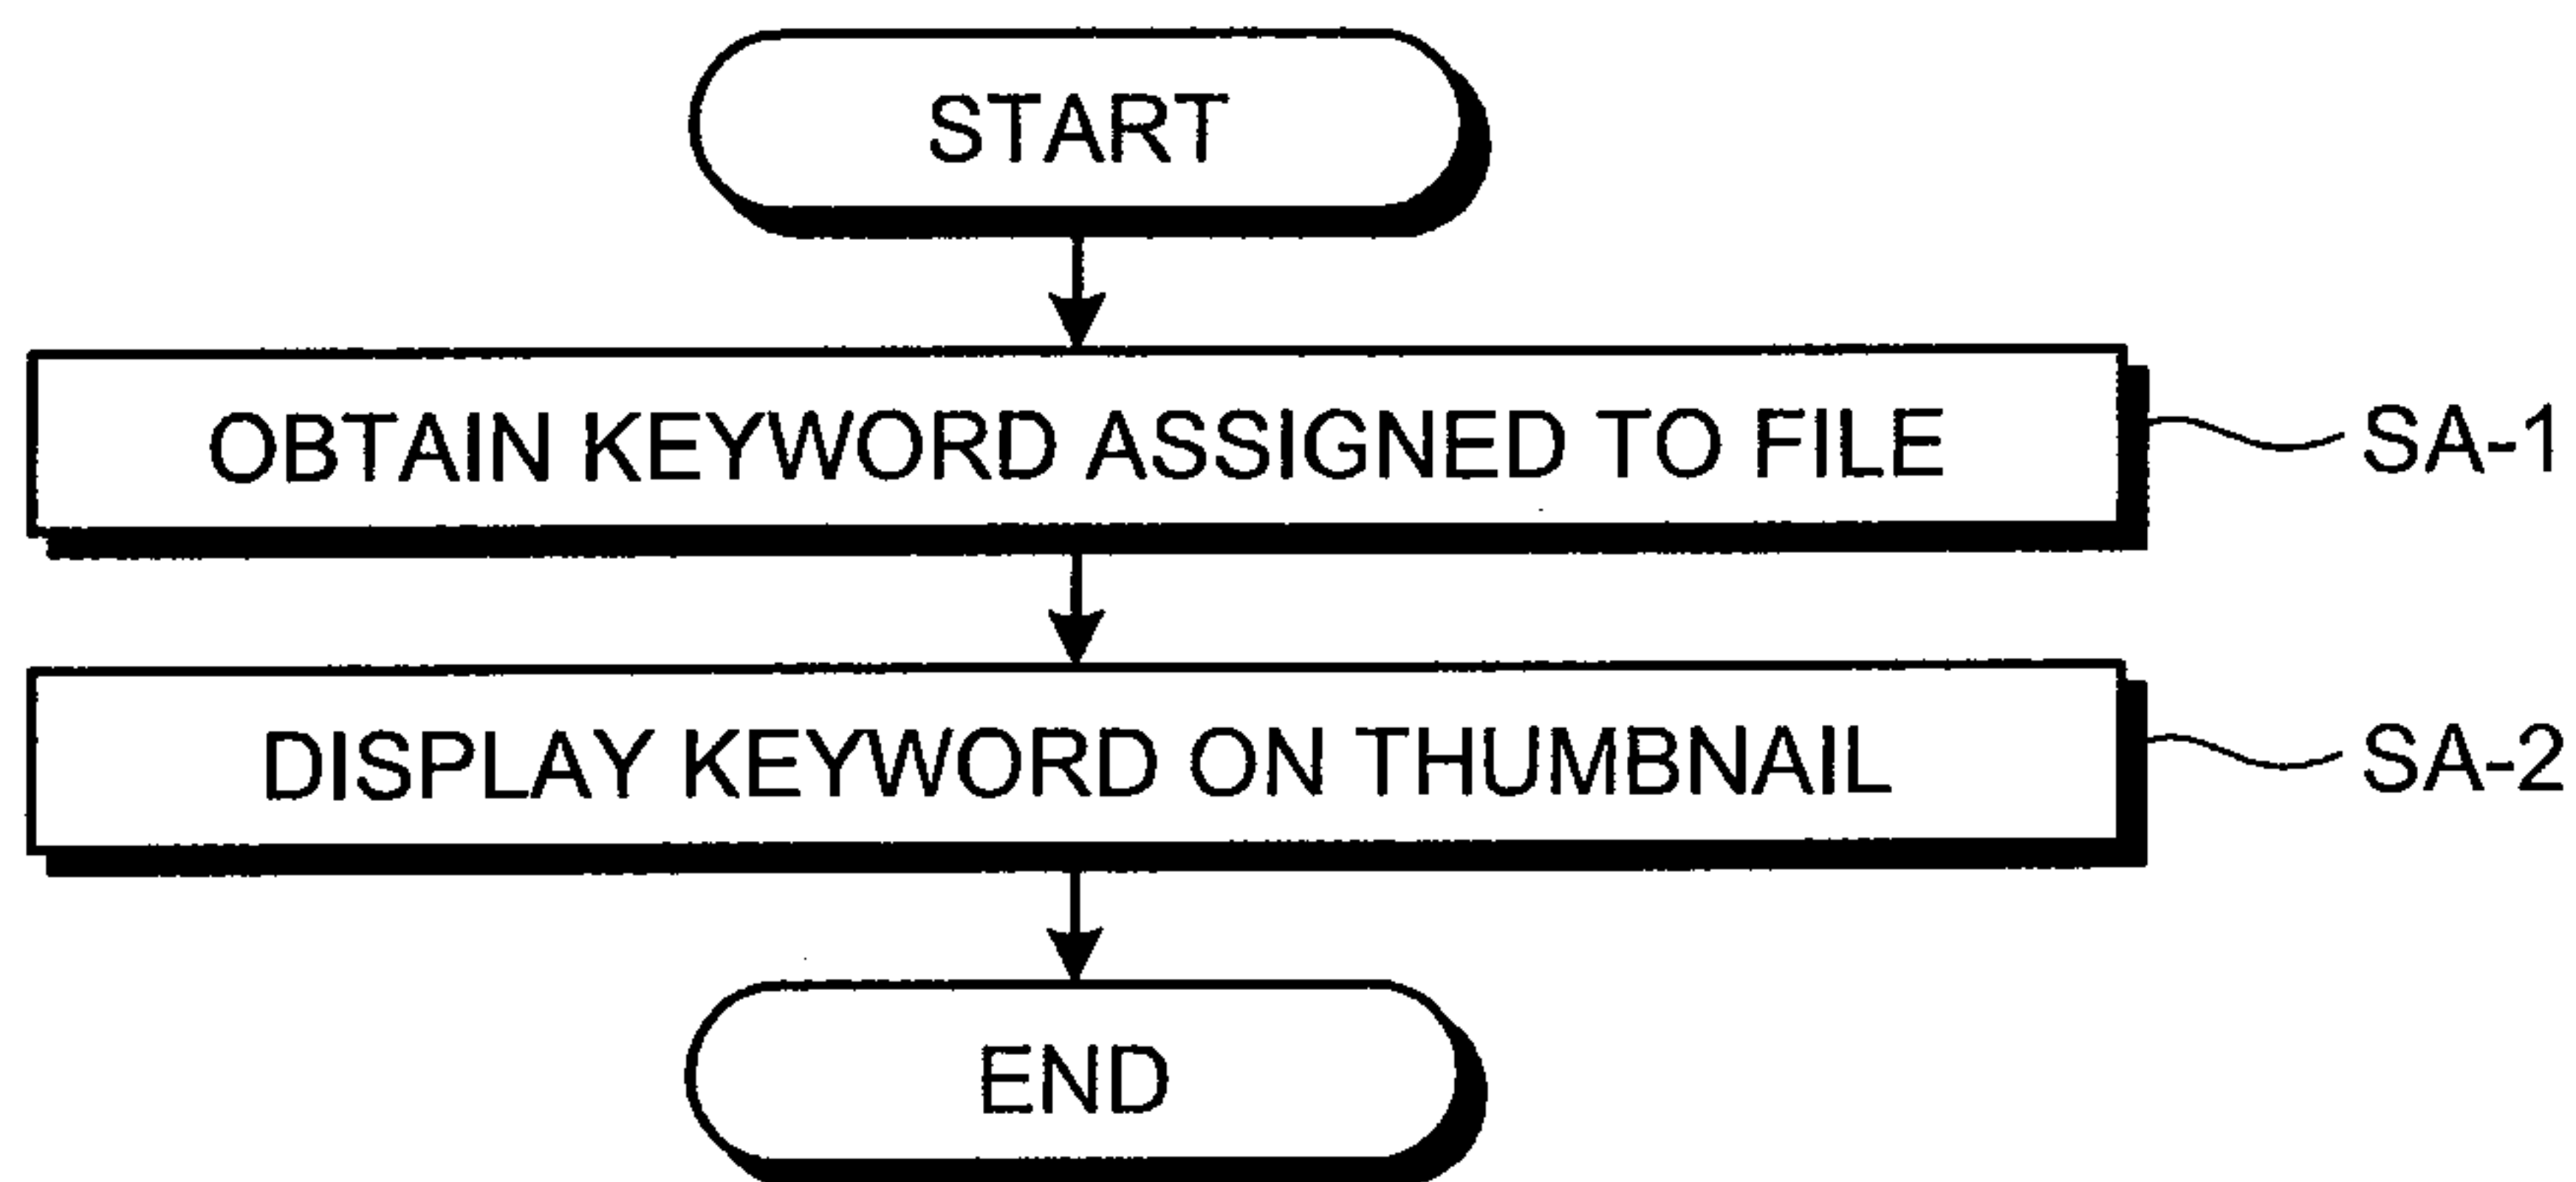 START
OBTAIN KEYWORD ASSIGNED TO FILE
SA-1
DISPLAY KEYWORD ON THUMBNAIL
SA-2
END